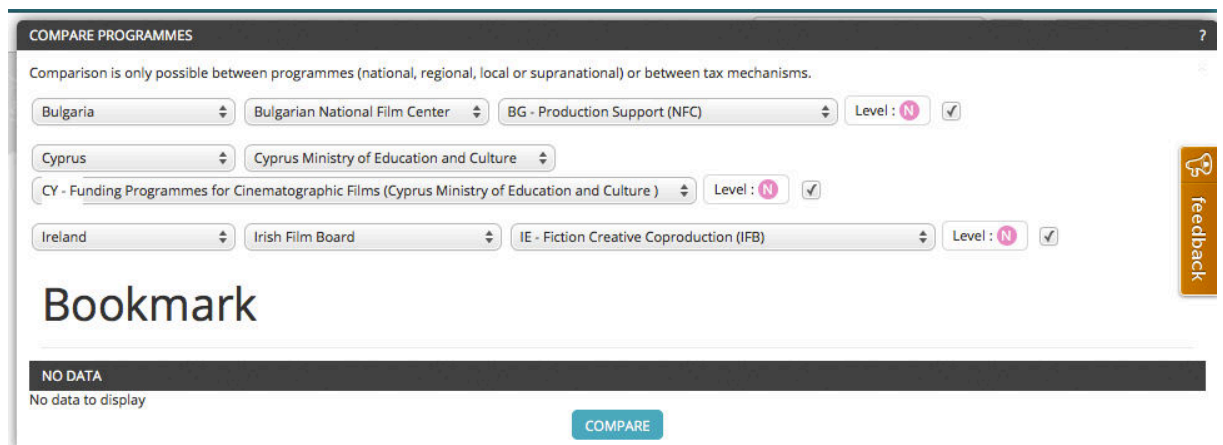 COMPARE PROGRAMMES ?
Comparison is only possible between programmes (national, regional, local or supranational) or between tax mechanisms.
Bulgaria Bulgarian National Film Center BG - Production Support (NFC) Level : N
Cyprus Cyprus Ministry of Education and Culture
CY - Funding Programmes for Cinematographic Films (Cyprus Ministry of Education and Culture ) Level : N
feedback
Ireland Irish Film Board IE - Fiction Creative Coproduction (IFB) Level : N
Bookmark
NO DATA
No data to display
COMPARE